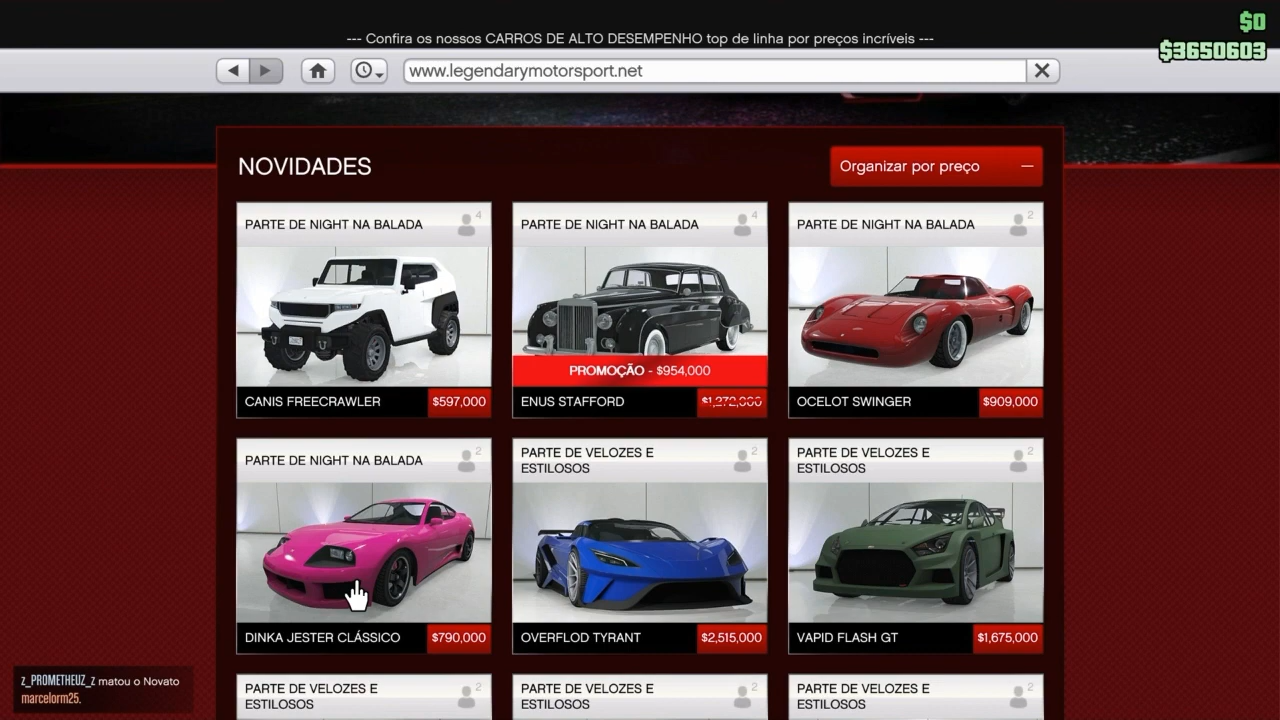 --- Confira os nossos CARROS DE ALTO DESEMPENHO top de linha por preços incríveis ---
$0
$3650603
www.legendarymotorsport.net
NOVIDADES
Organizar por preço
PARTE DE NIGHT NA BALADA 4
PARTE DE NIGHT NA BALADA 4
PARTE DE NIGHT NA BALADA 2
PROMOÇÃO - $954,000
CANIS FREECRAWLER $597,000
ENUS STAFFORD $1,272,000
OCELOT SWINGER $909,000
PARTE DE NIGHT NA BALADA 2
PARTE DE VELOZES E
ESTILOSOS 2
PARTE DE VELOZES E
ESTILOSOS 2
DINKA JESTER CLÁSSICO $790,000
OVERFLOD TYRANT $2,515,000
VAPID FLASH GT $1,675,000
z_PROMETHEUZ_z matou o Novato
marcelorm25.
PARTE DE VELOZES E
ESTILOSOS 2
PARTE DE VELOZES E
ESTILOSOS 2
PARTE DE VELOZES E
ESTILOSOS 2